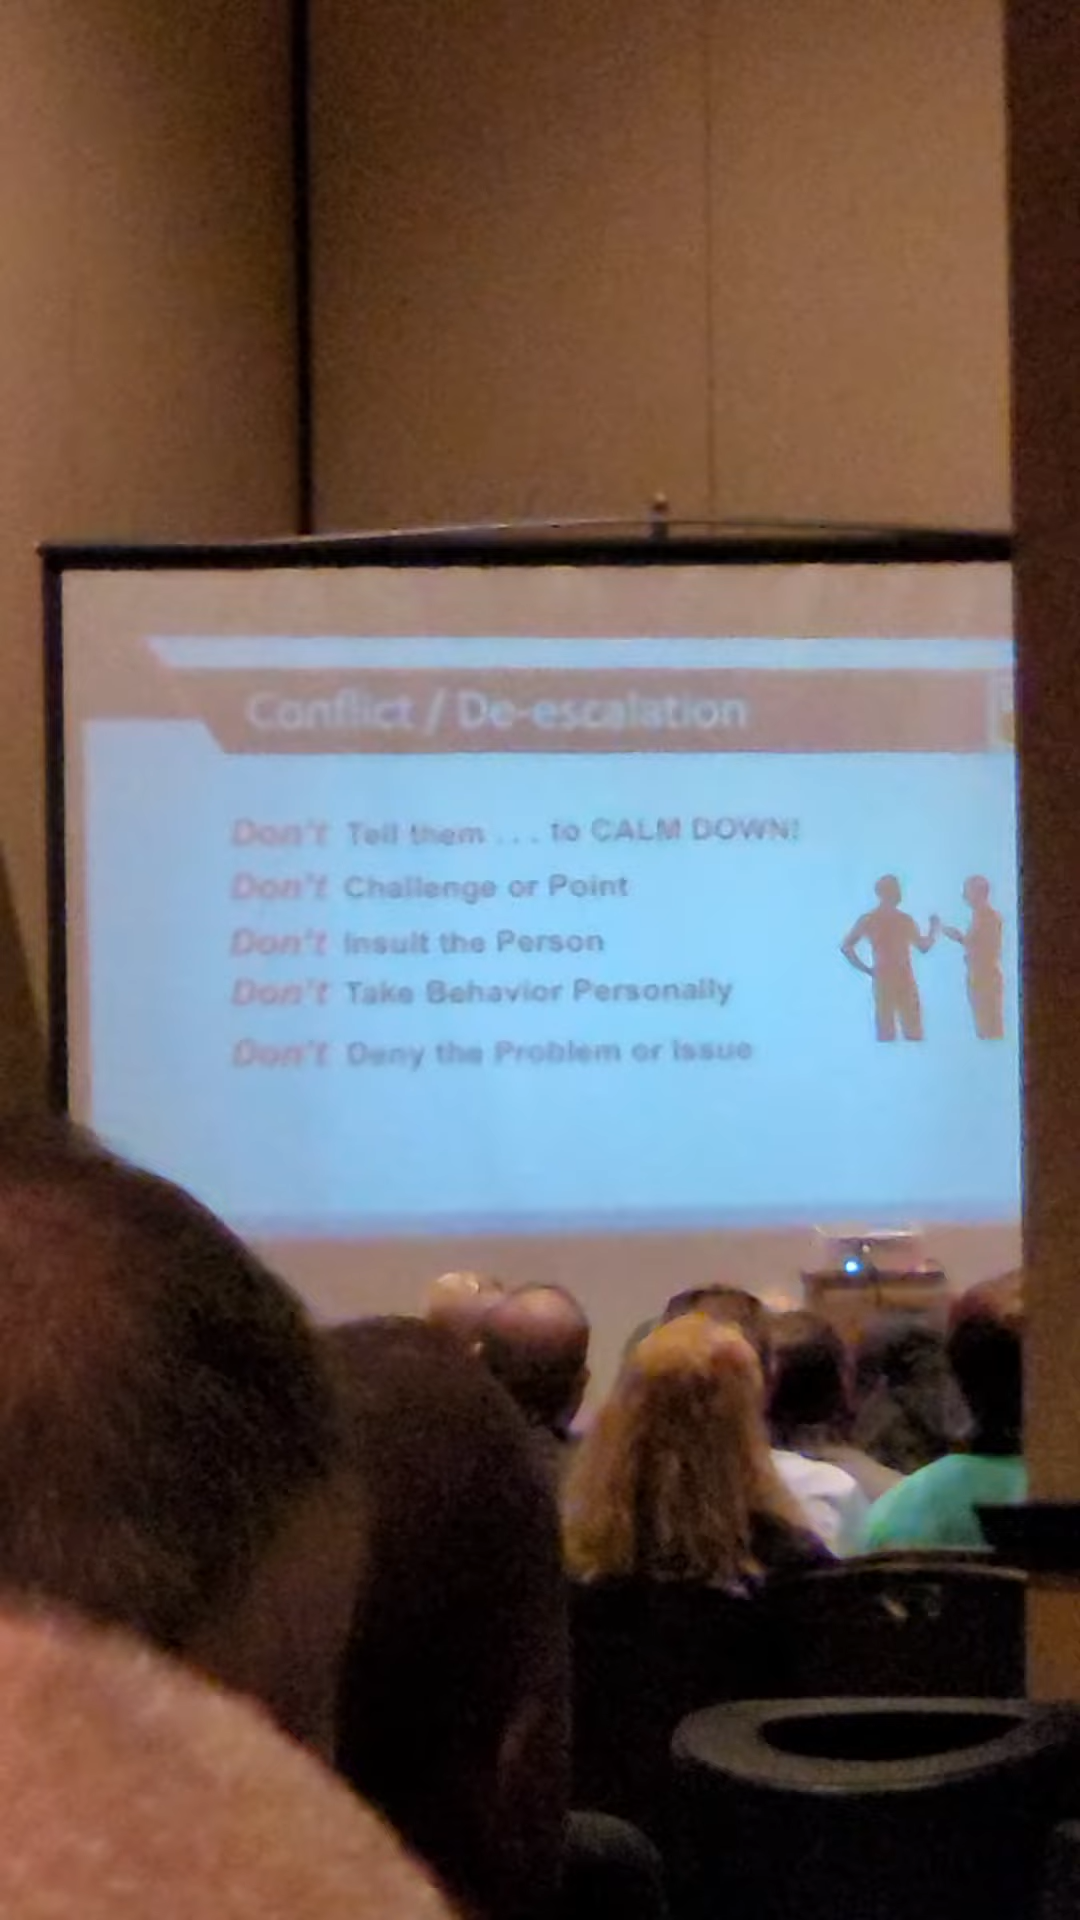 Conflict / De-escalation
Don't Tell them ... to CALM DOWN!
Don't Challenge or Point
Don't Insult the Person
Don't Take Behavior Personally
Don't Deny the Problem or Issue